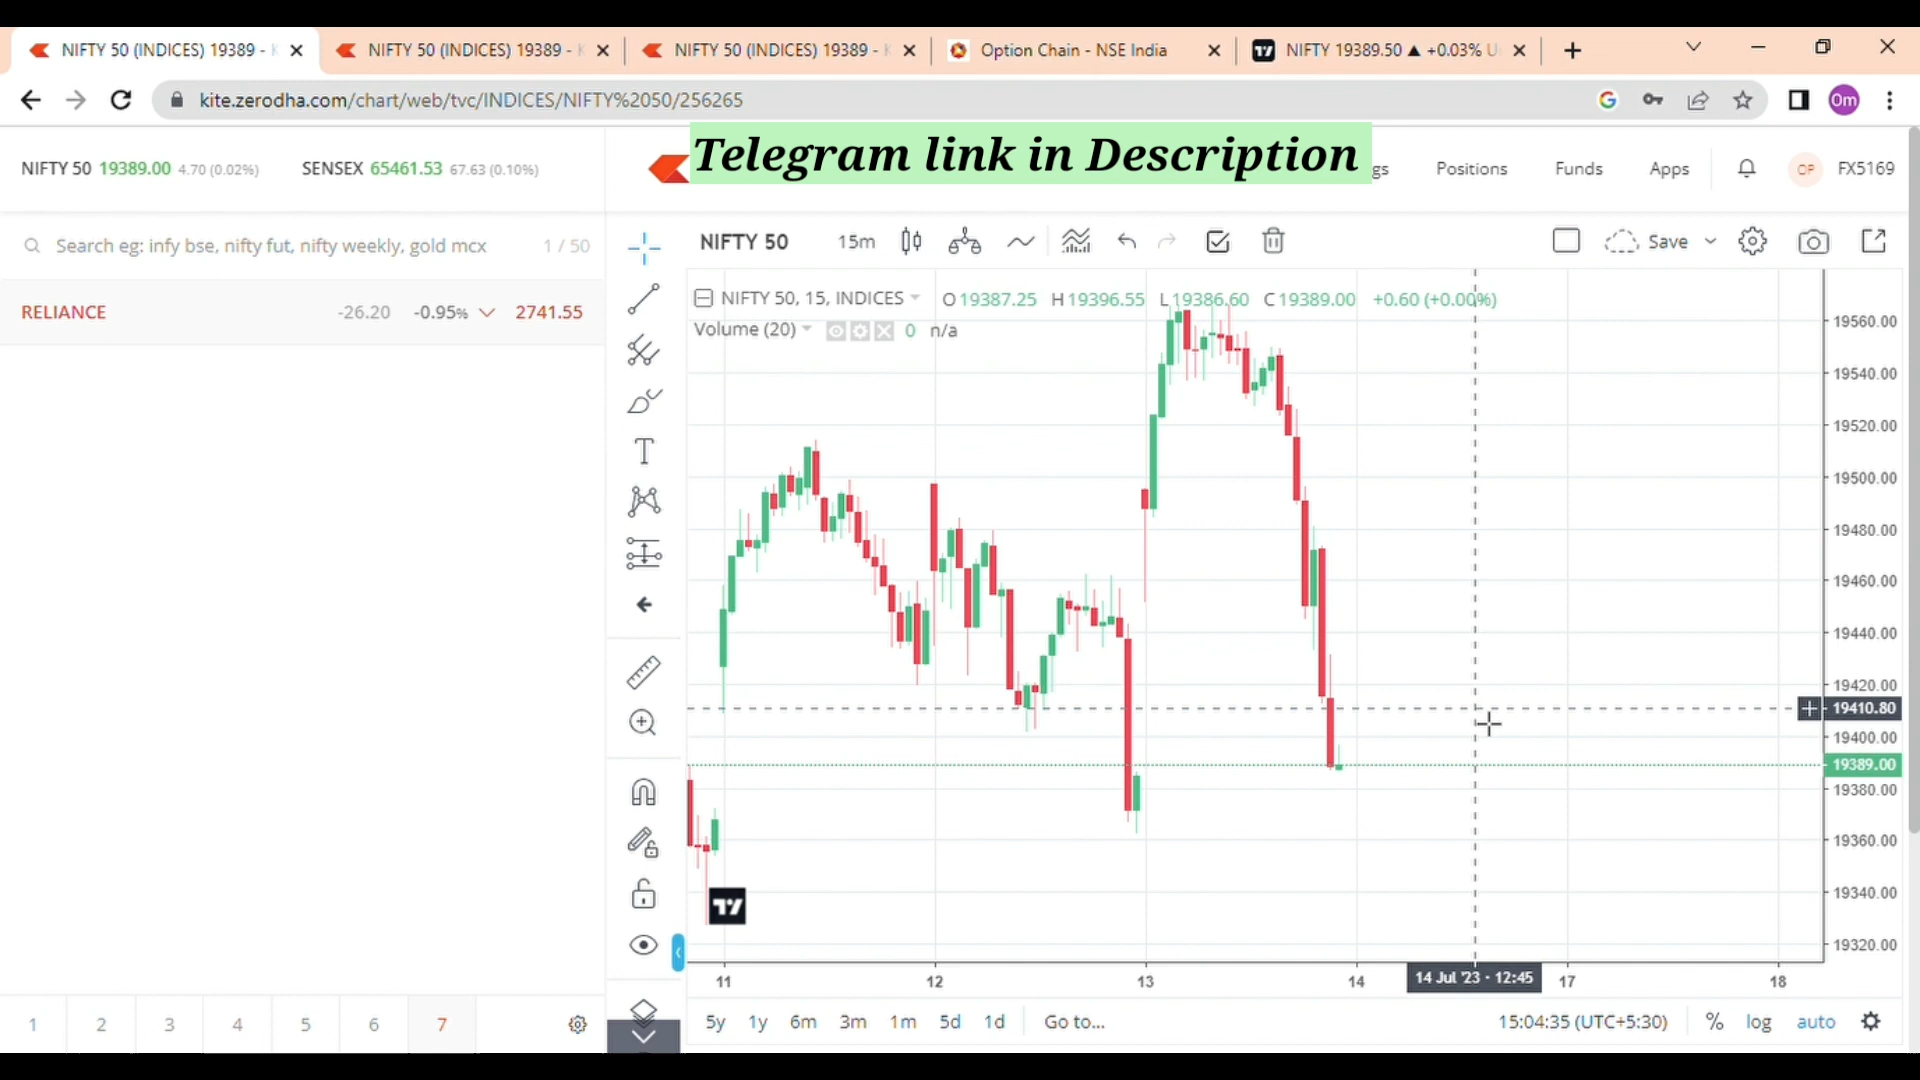 NIFTY 50 (INDICES) 19389 -
NIFTY 50 (INDICES) 19389 -
NIFTY 50 (INDICES) 19389 -
Option Chain - NSE India
NIFTY 19389.50 ▲ +0.03% U
kite.zerodha.com/chart/web/tvc/INDICES/NIFTY%2050/256265
Om
NIFTY 50 19389.00 4.70 (0.02%) SENSEX 65461.53 67.63 (0.10%)
Telegram link in Description
gs Positions Funds Apps OP FX5169
Search eg: infy bse, nifty fut, nifty weekly, gold mcx 1 / 50
RELIANCE -26.20 -0.95% 2741.55
NIFTY 50 15m Save
NIFTY 50, 15, INDICES O 19387.25 H 19396.55 L 19386.60 C 19389.00 +0.60 (+0.00%)
Volume (20) 0 n/a
T
19560.00
19540.00
19520.00
19500.00
19480.00
19460.00
19440.00
19420.00
19410.80
19400.00
19389.00
19380.00
19360.00
19340.00
19320.00
11 12 13 14 14 Jul '23 - 12:45 17 18
1 2 3 4 5 6 7
5y 1y 6m 3m 1m 5d 1d Go to... 15:04:35 (UTC+5:30) % log auto